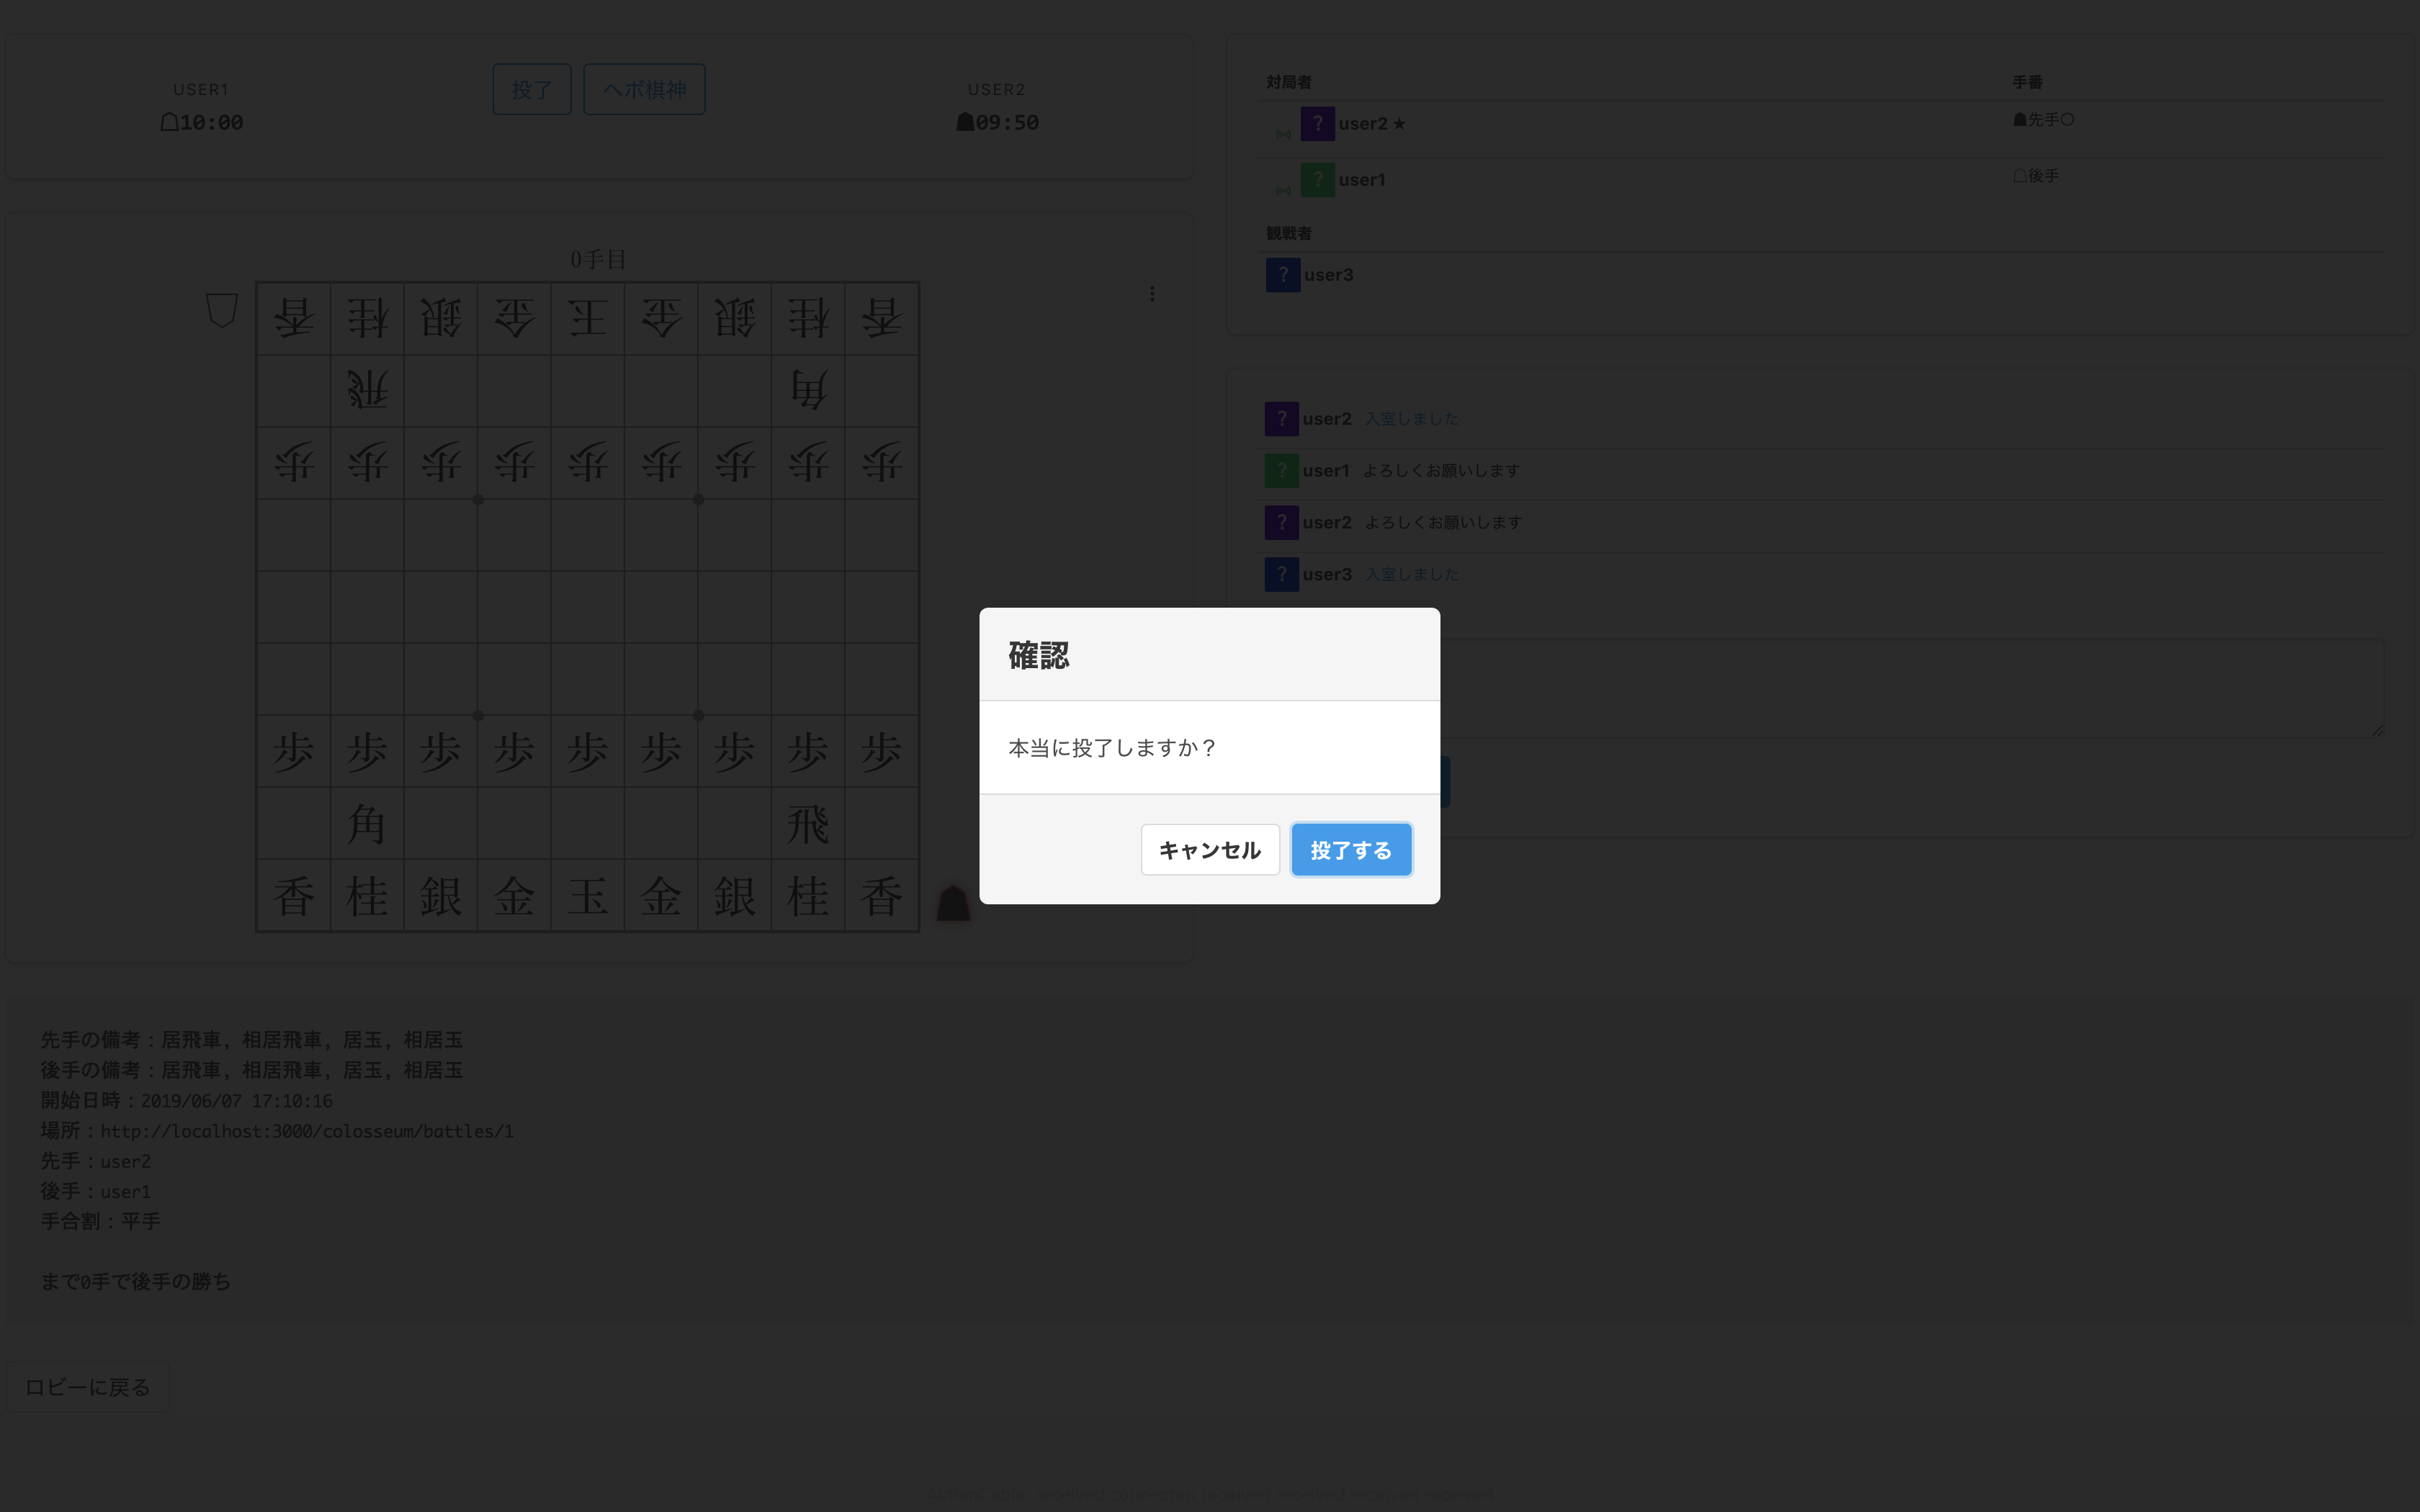 USER1
10:00
投了
ヘボ棋神
USER2
09:50
0手目
香桂銀金玉金銀桂香
飛 角
歩歩歩歩歩歩歩歩歩
歩歩歩歩歩歩歩歩歩
角 飛
香桂銀金玉金銀桂香
対局者 手番
? user2 ★ 先手○
? user1 後手
観戦者
? user3
? user2 入室しました
? user1 よろしくお願いします
? user2 よろしくお願いします
? user3 入室しました
確認
本当に投了しますか？
キャンセル 投了する
先手の備考：居飛車, 相居飛車, 居玉, 相居玉
後手の備考：居飛車, 相居飛車, 居玉, 相居玉
開始日時：2019/06/07 17:10:16
場所：http://localhost:3000/colosseum/battles/1
先手：user2
後手：user1
手合割：平手
まで0手で後手の勝ち
ロビーに戻る